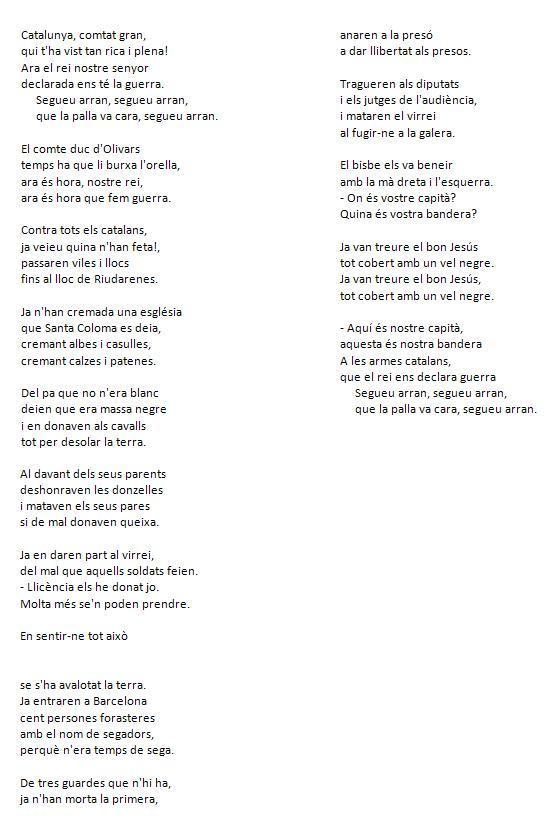 Catalunya, comtat gran,
qui t'ha vist tan rica i plena!
Ara el rei nostre senyor
declarada ens té la guerra.
Segueu arran, segueu arran,
que la palla va cara, segueu arran.
El comte duc d'Olivars
temps ha que li burxa l'orella,
ara és hora, nostre rei,
ara és hora que fem guerra.
Contra tots els catalans,
ja veieu quina n'han feta!,
passaren viles i llocs
fins al lloc de Riudarenes.
Ja n'han cremada una església
que Santa Coloma es deia,
cremant albes i casulles,
cremant calzes i patenes.
Del pa que no n'era blanc
deien que era massa negre
i en donaven als cavalls
tot per desolar la terra.
Al davant dels seus parents
deshonraven les donzelles
i mataven els seus pares
si de mal donaven queixa.
Ja en daren part al virrei,
del mal que aquells soldats feien.
- Llicència els he donat jo.
Molta més se'n poden prendre.
En sentir-ne tot això
se s'ha avalotat la terra.
Ja entraren a Barcelona
cent persones forasteres
amb el nom de segadors,
perquè n'era temps de sega.
De tres guardes que n'hi ha,
ja n'han morta la primera,
anaren a la presó
a dar llibertat als presos.
Tragueren als diputats
i els jutges de l'audiència,
i mataren el virrei
al fugir-ne a la galera.
El bisbe els va beneir
amb la mà dreta i l'esquerra.
- On és vostre capità?
Quina és vostra bandera?
Ja van treure el bon Jesús
tot cobert amb un vel negre.
Ja van treure el bon Jesús,
tot cobert amb un vel negre.
- Aquí és nostre capità,
aquesta és nostra bandera
A les armes catalans,
que el rei ens declara guerra
Segueu arran, segueu arran,
que la palla va cara, segueu arran.